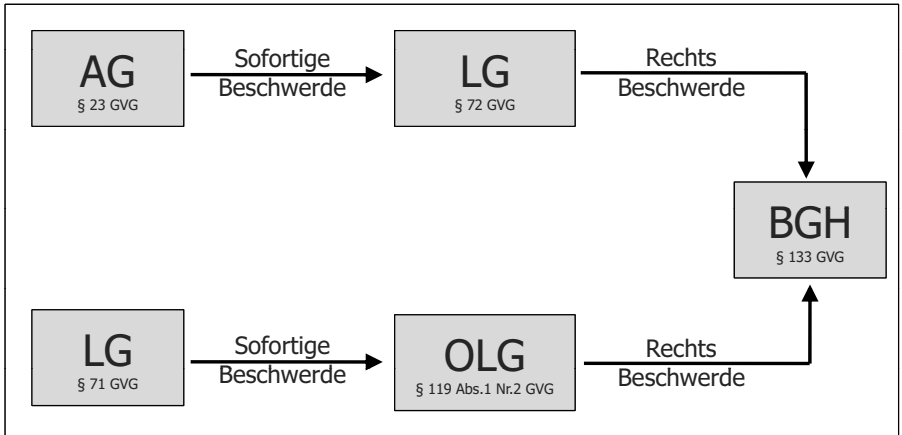 AG
§ 23 GVG
Sofortige
Beschwerde
LG
§ 72 GVG
Rechts
Beschwerde
BGH
§ 133 GVG
LG
§ 71 GVG
Sofortige
Beschwerde
OLG
§ 119 Abs.1 Nr.2 GVG
Rechts
Beschwerde